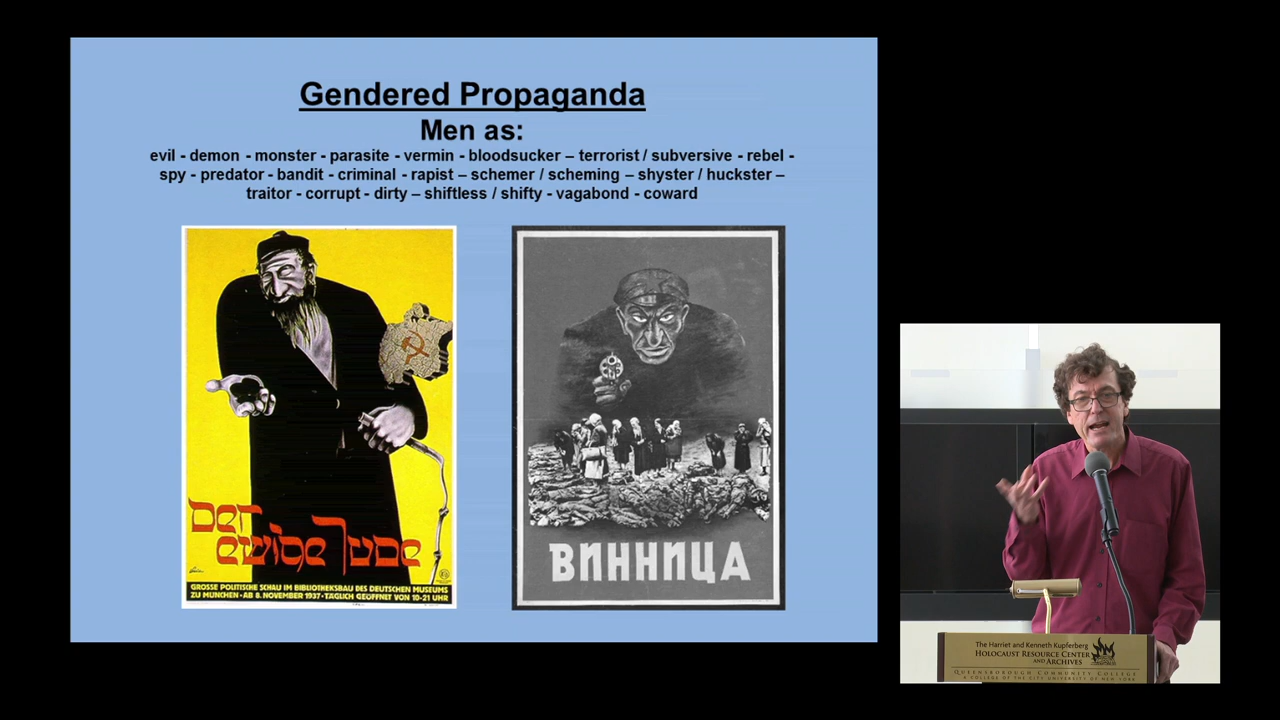 Gendered Propaganda
Men as:
evil - demon - monster - parasite - vermin - bloodsucker – terrorist / subversive - rebel -
spy - predator - bandit - criminal - rapist – schemer / scheming – shyster / huckster –
traitor - corrupt - dirty – shiftless / shifty - vagabond - coward
Der
ewige Jude
GROSSE POLITISCHE SCHAU IM BIBLIOTHEKSBAU DES DEUTSCHEN MUSEUMS
ZU MÜNCHEN · AB 8. NOVEMBER 1937 · TÄGLICH GEÖFFNET VON 10-21 UHR
ВИННИЦА
The Harriet and Kenneth Kupferberg
HOLOCAUST RESOURCE CENTER
AND ARCHIVES
QUEENSBOROUGH COMMUNITY COLLEGE
A COLLEGE OF THE CITY UNIVERSITY OF NEW YORK